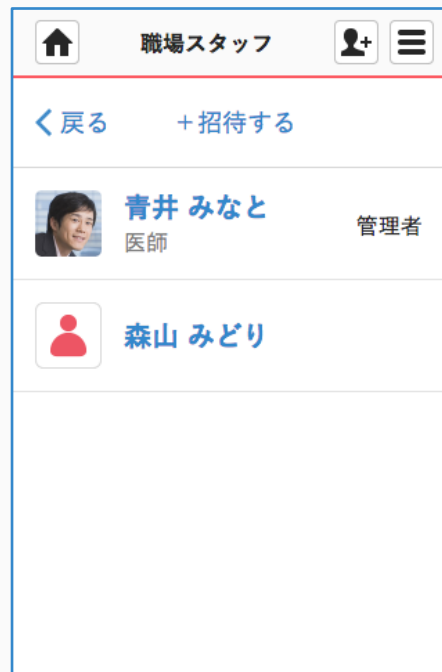 職場スタッフ
戻る +招待する
青井 みなと
医師
管理者
森山 みどり